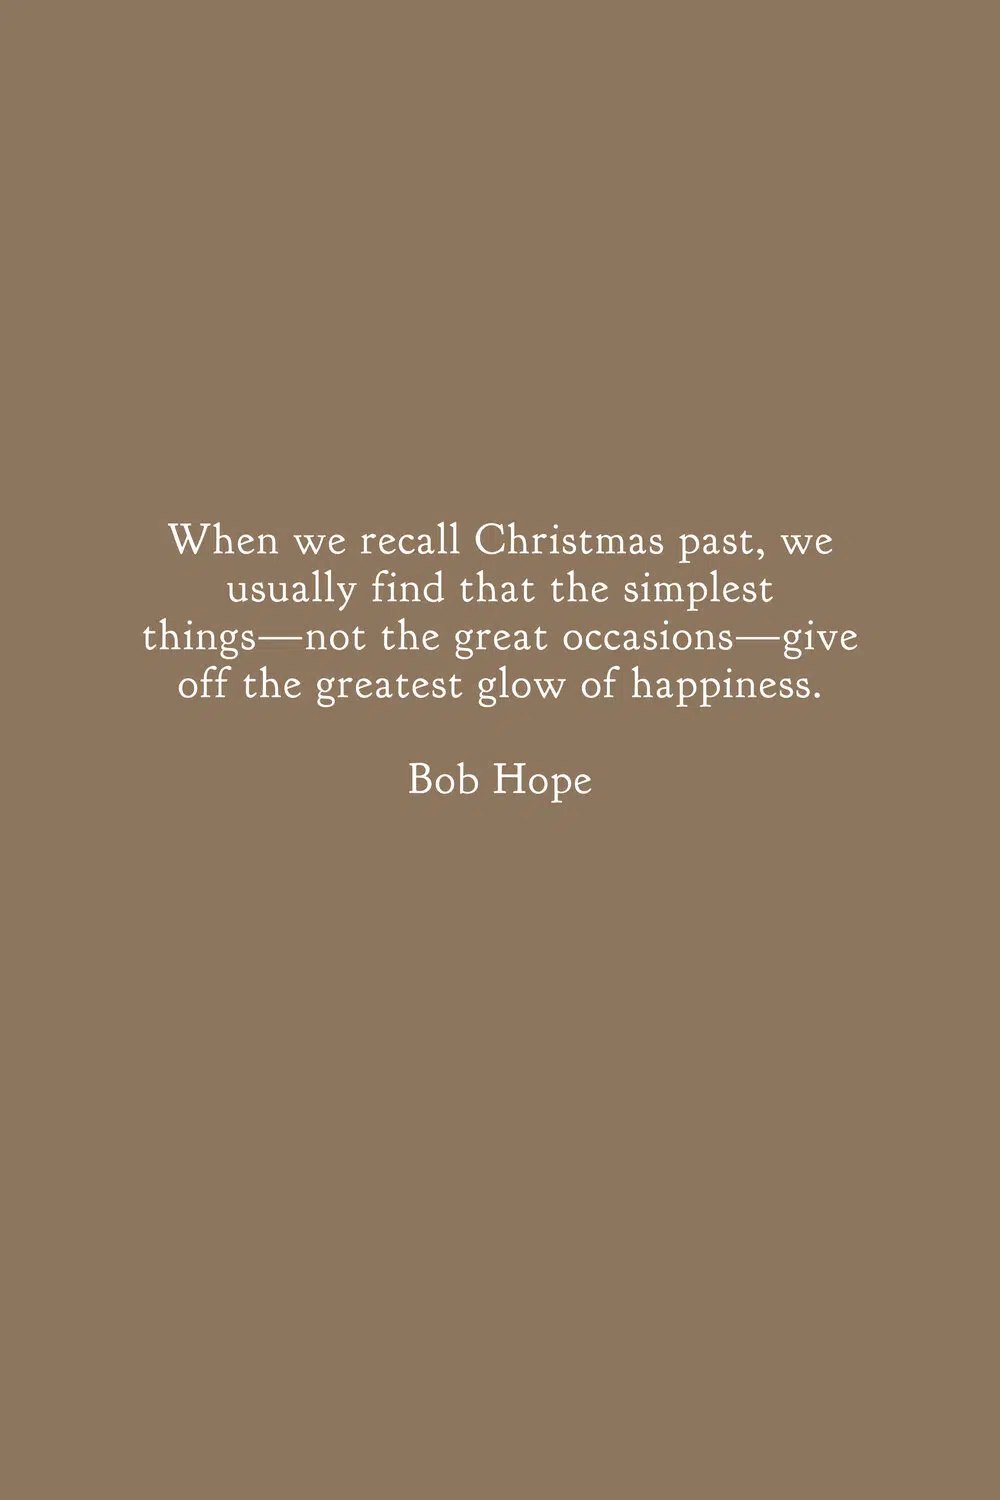 When we recall Christmas past, we
usually find that the simplest
things—not the great occasions—give
off the greatest glow of happiness.
Bob Hope